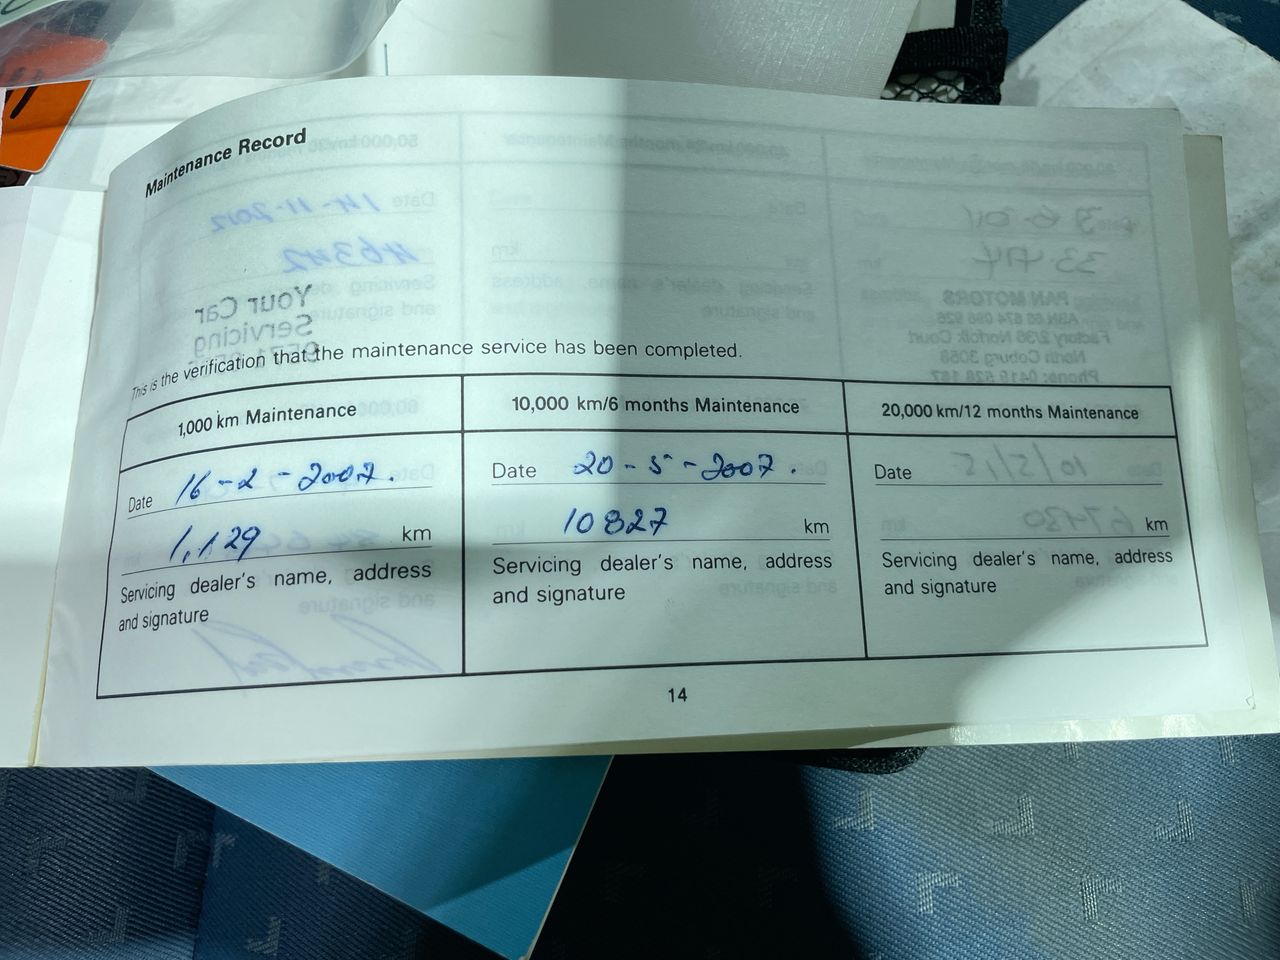 Maintenance Record
This is the verification that the maintenance service has been completed.
1,000 km Maintenance
Date 16-2-2007.
1,129 km
Servicing dealer's name, address
and signature
10,000 km/6 months Maintenance
Date 20-5-2007.
10827 km
Servicing dealer's name, address
and signature
20,000 km/12 months Maintenance
Date
km
Servicing dealer's name, address
and signature
14